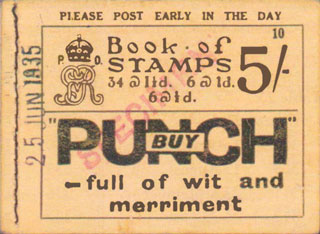 PLEASE POST EARLY IN THE DAY
10
P. O.
Book of
STAMPS
5/-
34 @ 1½d. 6 @ 1d.
6 @ ½d.
25 JUN 1935
SPECIMEN
"PUNCH"
BUY
-full of wit and
merriment